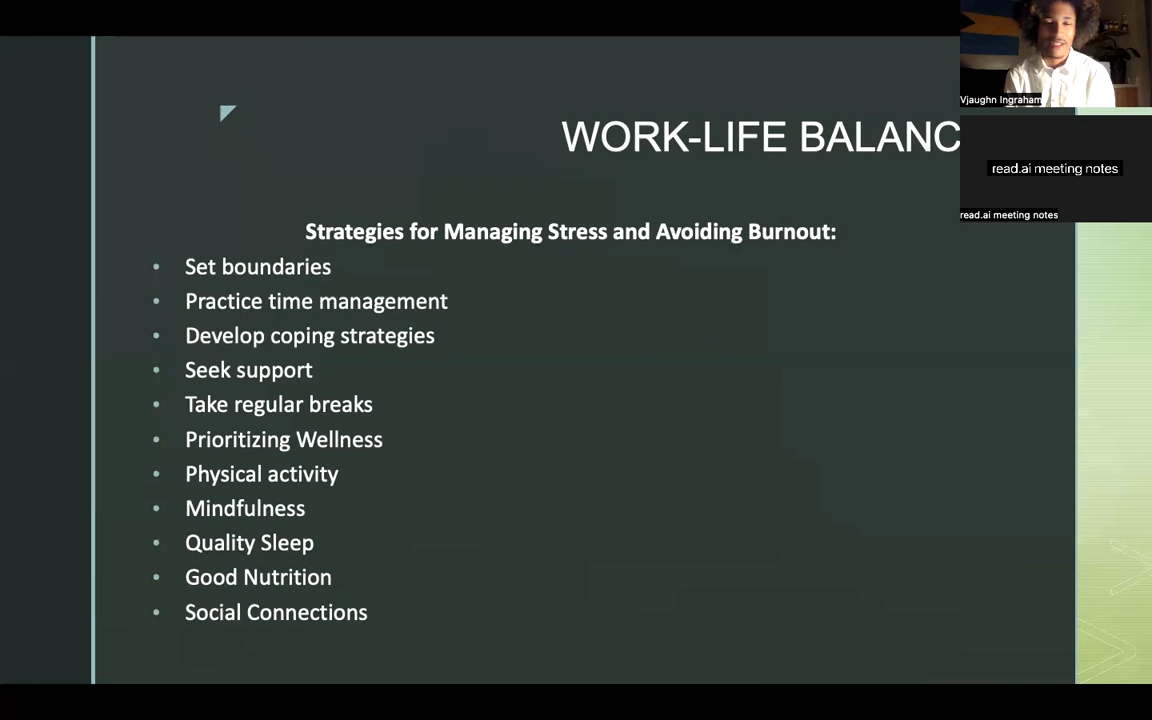 Vjaughn Ingraham
WORK-LIFE BALANC
read.ai meeting notes
read.ai meeting notes
Strategies for Managing Stress and Avoiding Burnout:
• Set boundaries
• Practice time management
• Develop coping strategies
• Seek support
• Take regular breaks
• Prioritizing Wellness
• Physical activity
• Mindfulness
• Quality Sleep
• Good Nutrition
• Social Connections